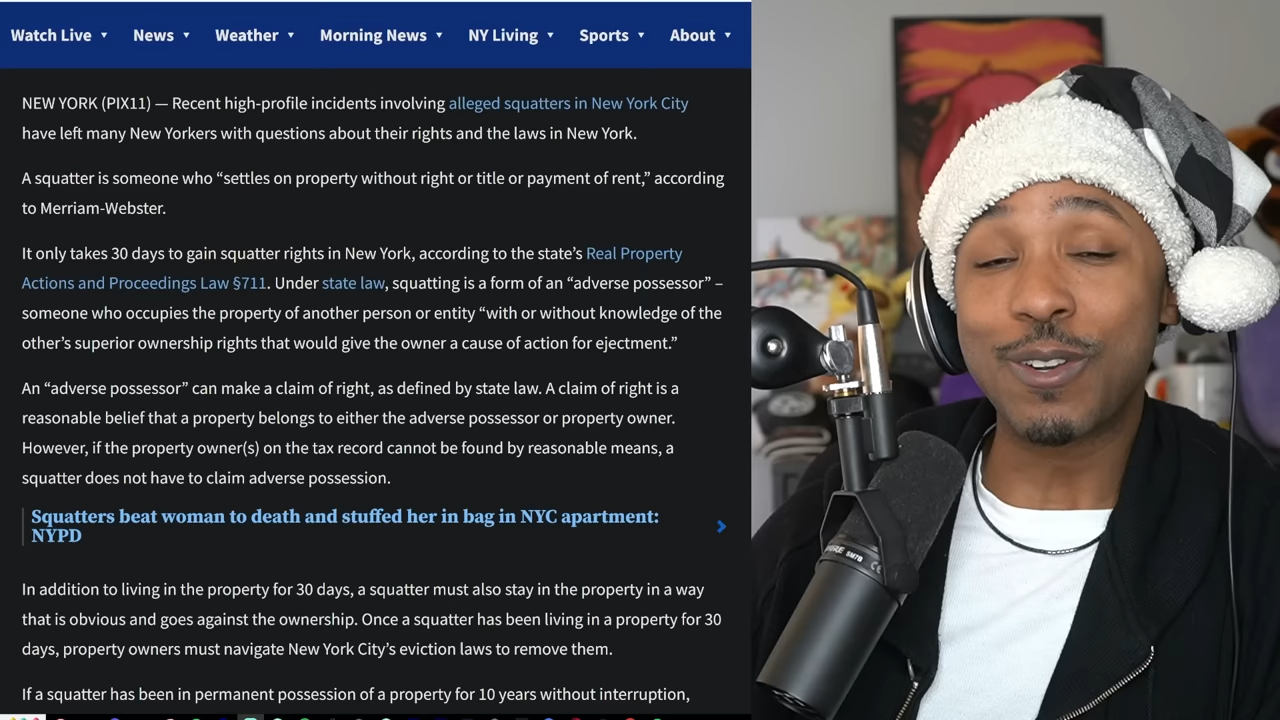 Watch Live News Weather Morning News NY Living Sports About
NEW YORK (PIX11) — Recent high-profile incidents involving alleged squatters in New York City
have left many New Yorkers with questions about their rights and the laws in New York.
A squatter is someone who “settles on property without right or title or payment of rent,” according
to Merriam-Webster.
It only takes 30 days to gain squatter rights in New York, according to the state’s Real Property
Actions and Proceedings Law §711. Under state law, squatting is a form of an “adverse possessor” –
someone who occupies the property of another person or entity “with or without knowledge of the
other’s superior ownership rights that would give the owner a cause of action for ejectment.”
An “adverse possessor” can make a claim of right, as defined by state law. A claim of right is a
reasonable belief that a property belongs to either the adverse possessor or property owner.
However, if the property owner(s) on the tax record cannot be found by reasonable means, a
squatter does not have to claim adverse possession.
Squatters beat woman to death and stuffed her in bag in NYC apartment:
NYPD
In addition to living in the property for 30 days, a squatter must also stay in the property in a way
that is obvious and goes against the ownership. Once a squatter has been living in a property for 30
days, property owners must navigate New York City’s eviction laws to remove them.
If a squatter has been in permanent possession of a property for 10 years without interruption,
SM7B